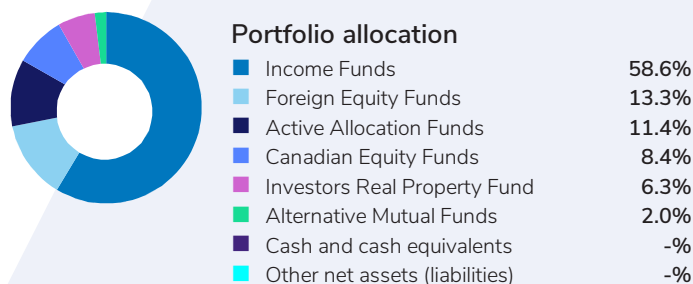 Portfolio allocation
Income Funds 58.6%
Foreign Equity Funds 13.3%
Active Allocation Funds 11.4%
Canadian Equity Funds 8.4%
Investors Real Property Fund 6.3%
Alternative Mutual Funds 2.0%
Cash and cash equivalents -%
Other net assets (liabilities) -%